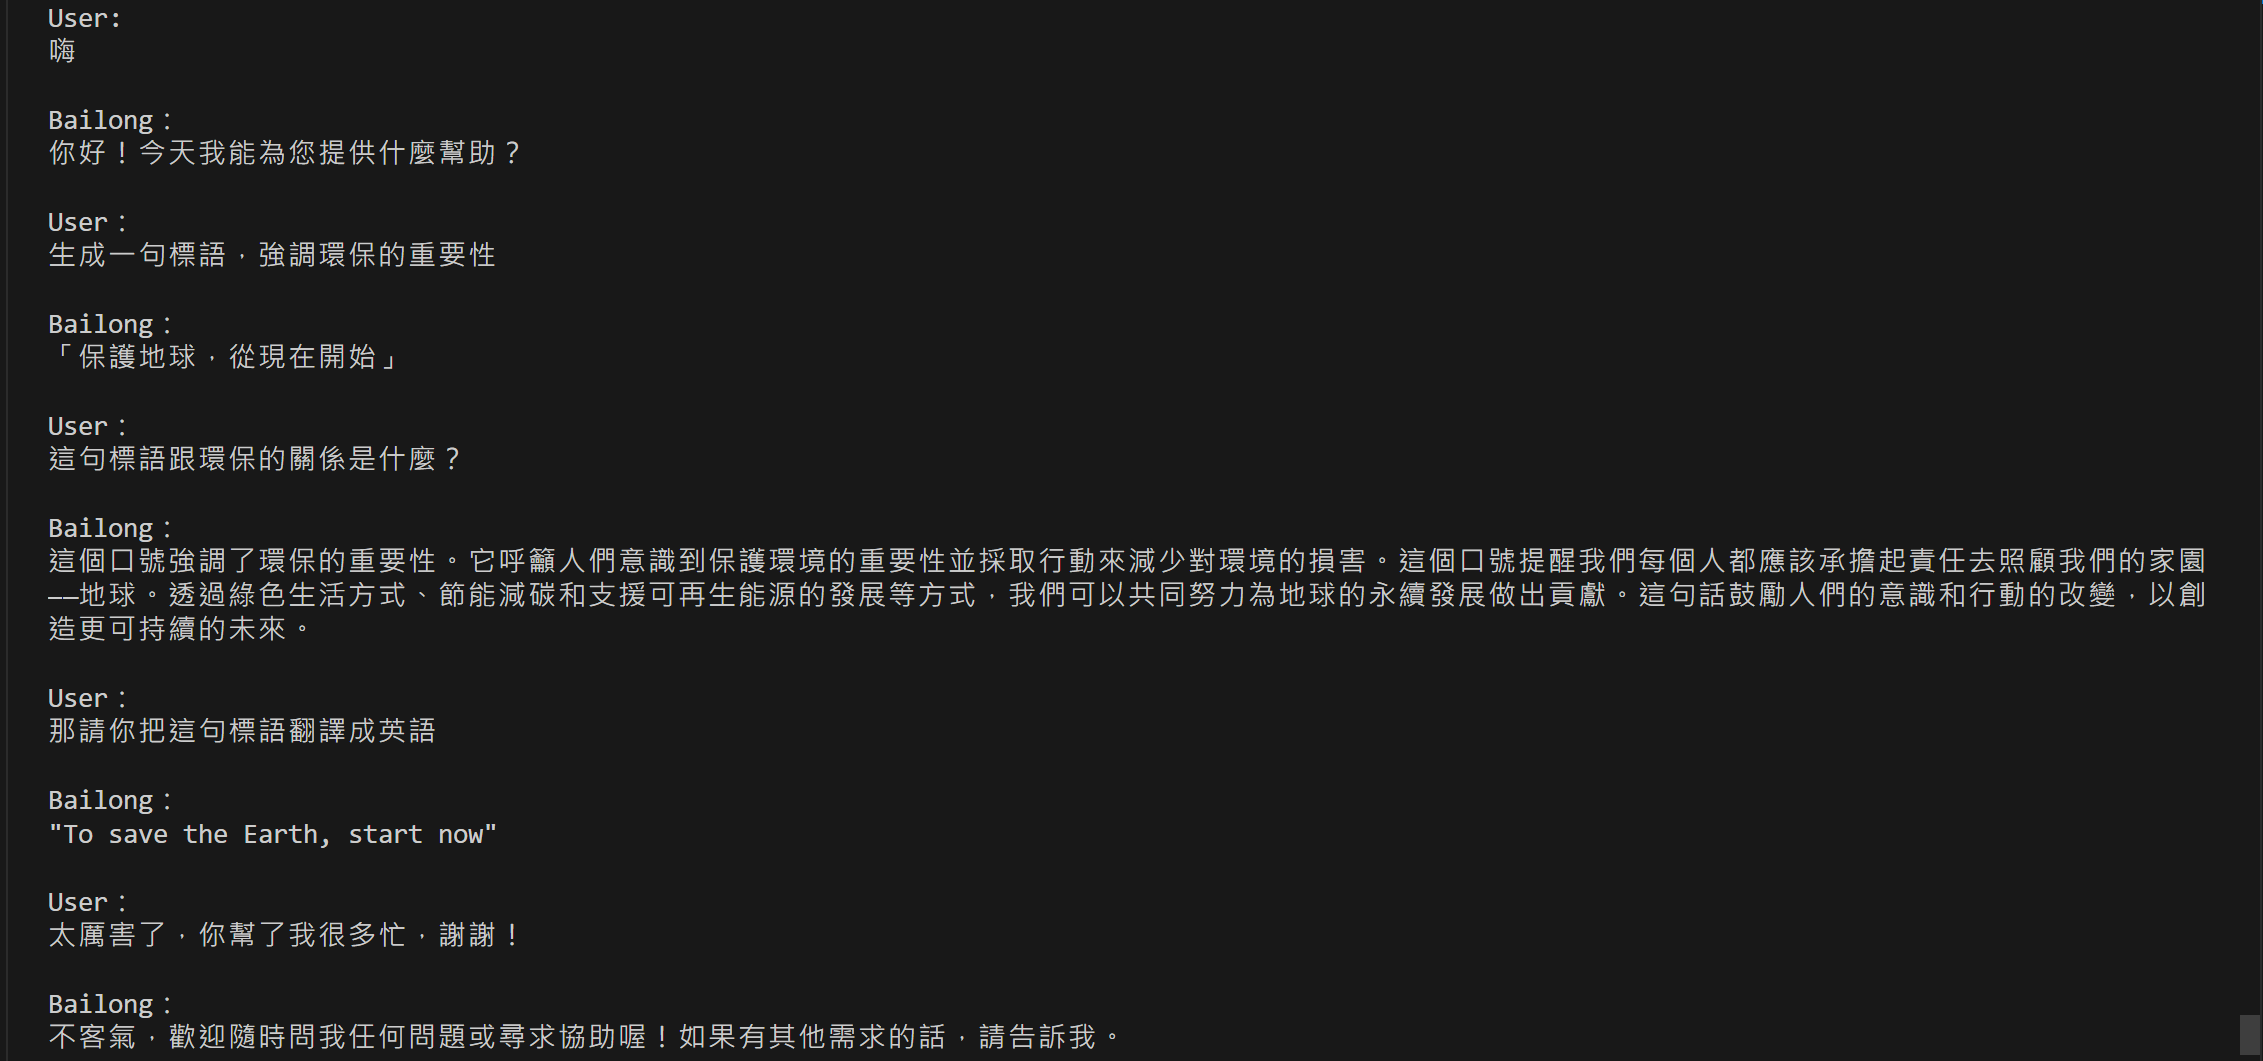 User:
嗨
Bailong：
你好！今天我能為您提供什麼幫助？
User：
生成一句標語，強調環保的重要性
Bailong：
「保護地球，從現在開始」
User：
這句標語跟環保的關係是什麼？
Bailong：
這個口號強調了環保的重要性。它呼籲人們意識到保護環境的重要性並採取行動來減少對環境的損害。這個口號提醒我們每個人都應該承擔起責任去照顧我們的家園
——地球。透過綠色生活方式、節能減碳和支援可再生能源的發展等方式，我們可以共同努力為地球的永續發展做出貢獻。這句話鼓勵人們的意識和行動的改變，以創
造更可持續的未來。
User：
那請你把這句標語翻譯成英語
Bailong：
"To save the Earth, start now"
User：
太厲害了，你幫了我很多忙，謝謝！
Bailong：
不客氣，歡迎隨時問我任何問題或尋求協助喔！如果有其他需求的話，請告訴我。